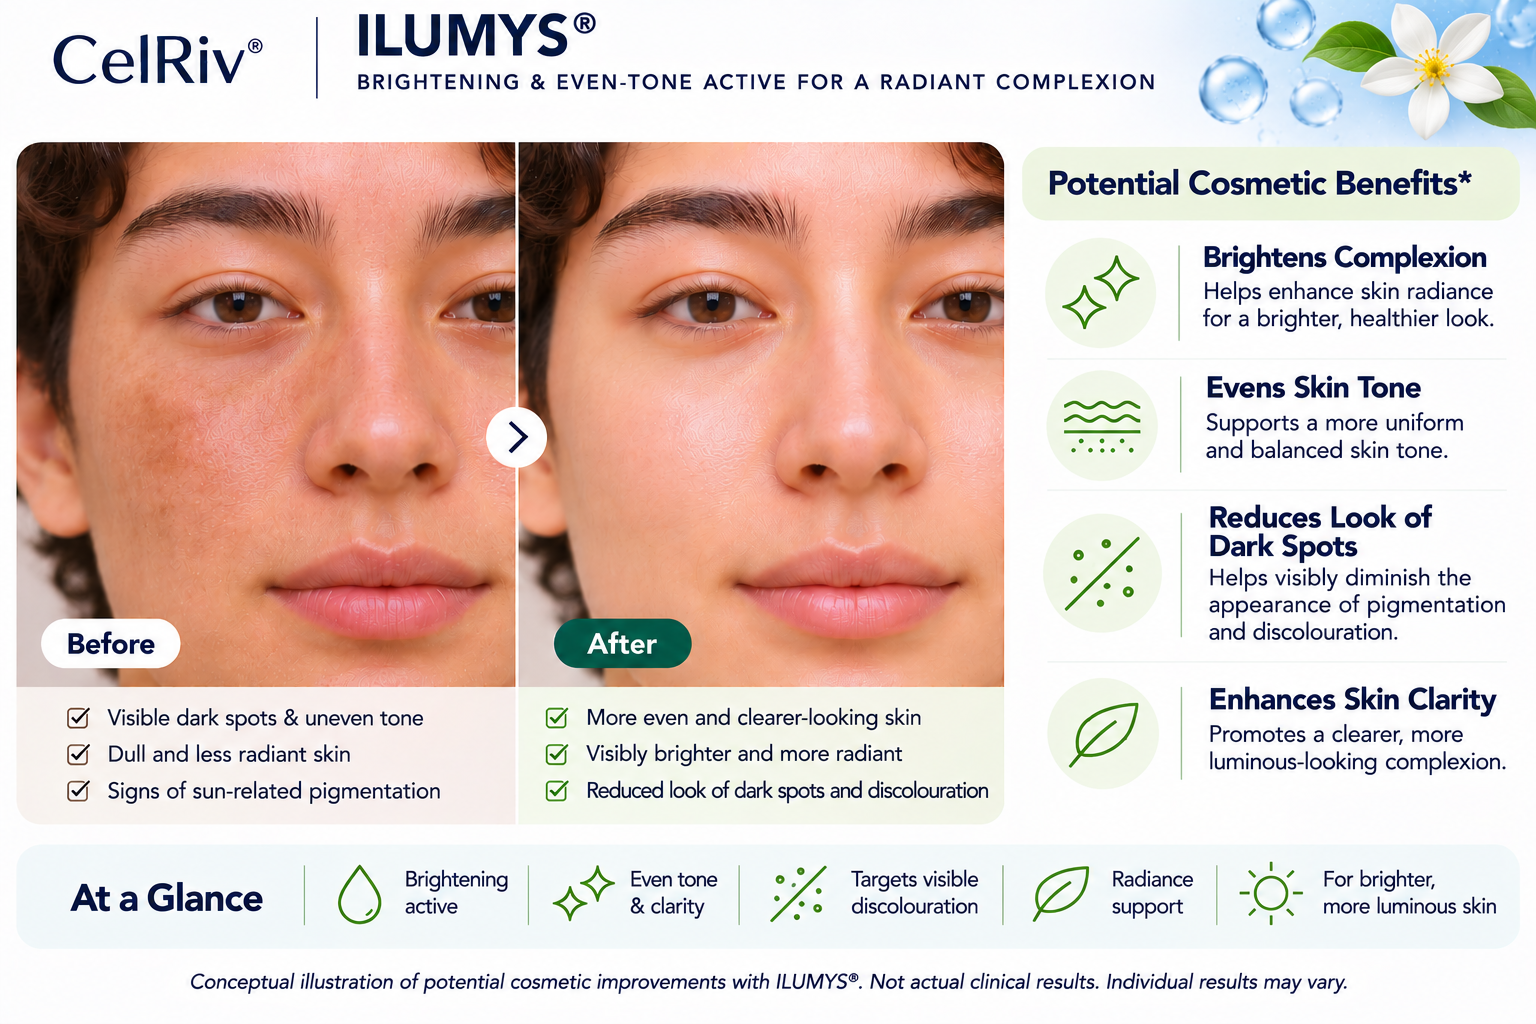 CelRiv®
ILUMYS®
BRIGHTENING & EVEN-TONE ACTIVE FOR A RADIANT COMPLEXION
Before
Visible dark spots & uneven tone
Dull and less radiant skin
Signs of sun-related pigmentation
After
More even and clearer-looking skin
Visibly brighter and more radiant
Reduced look of dark spots and discolouration
Potential Cosmetic Benefits*
Brightens Complexion
Helps enhance skin radiance
for a brighter, healthier look.
Evens Skin Tone
Supports a more uniform
and balanced skin tone.
Reduces Look of
Dark Spots
Helps visibly diminish the
appearance of pigmentation
and discolouration.
Enhances Skin Clarity
Promotes a clearer, more
luminous-looking complexion.
At a Glance
Brightening
active
Even tone
& clarity
Targets visible
discolouration
Radiance
support
For brighter,
more luminous skin
Conceptual illustration of potential cosmetic improvements with ILUMYS®. Not actual clinical results. Individual results may vary.